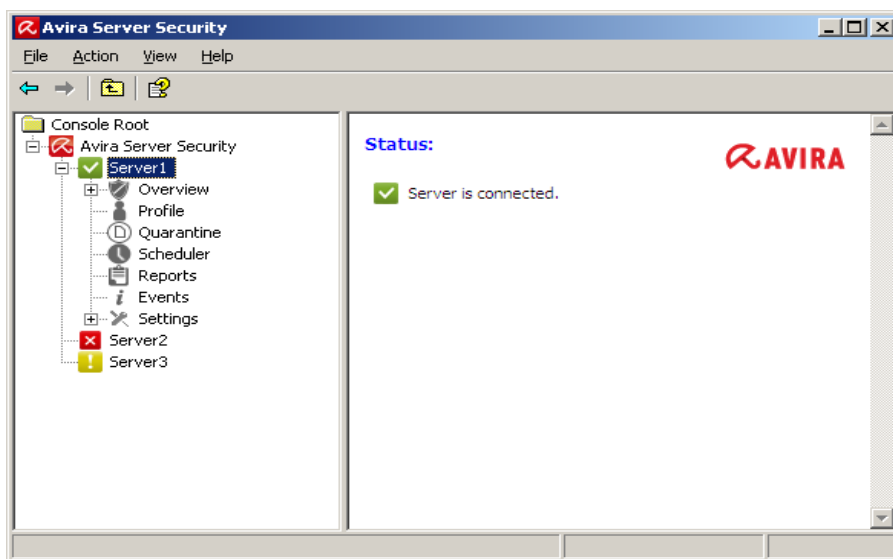 Avira Server Security
File Action View Help
Console Root
Avira Server Security
Server1
Overview
Profile
Quarantine
Scheduler
Reports
Events
Settings
Server2
Server3
Status:
AVIRA
Server is connected.